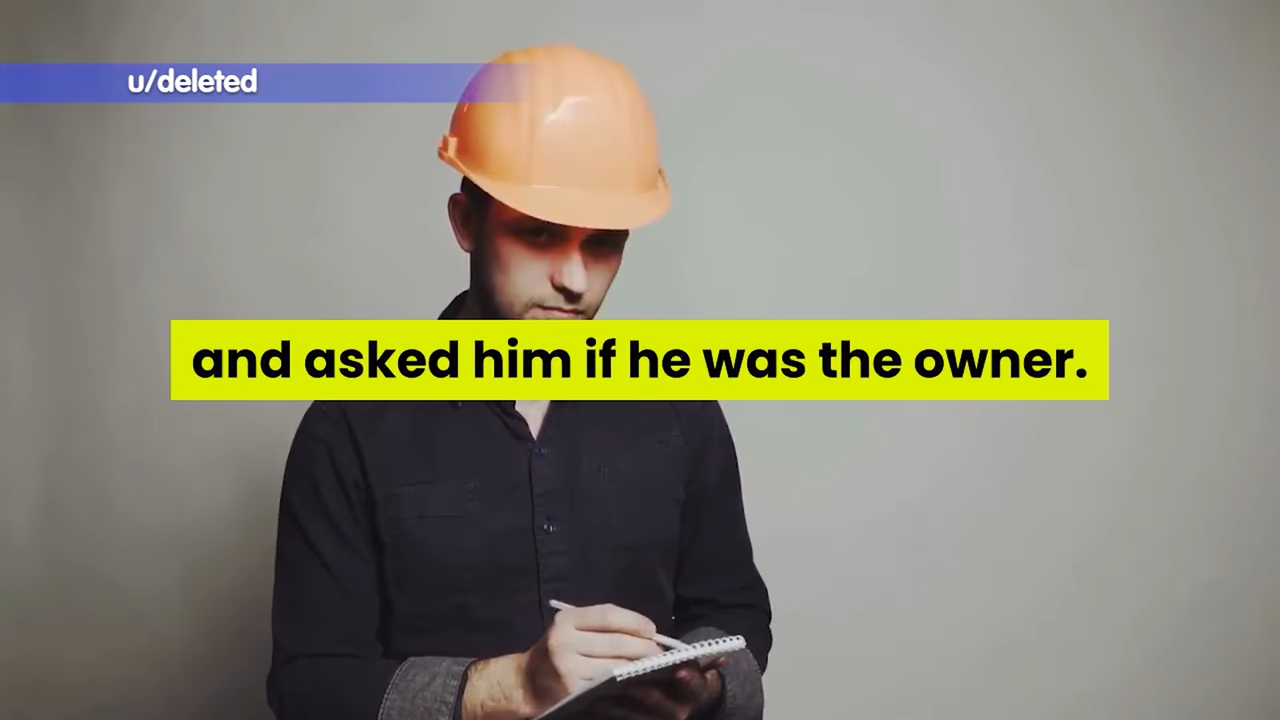 u/deleted
and asked him if he was the owner.